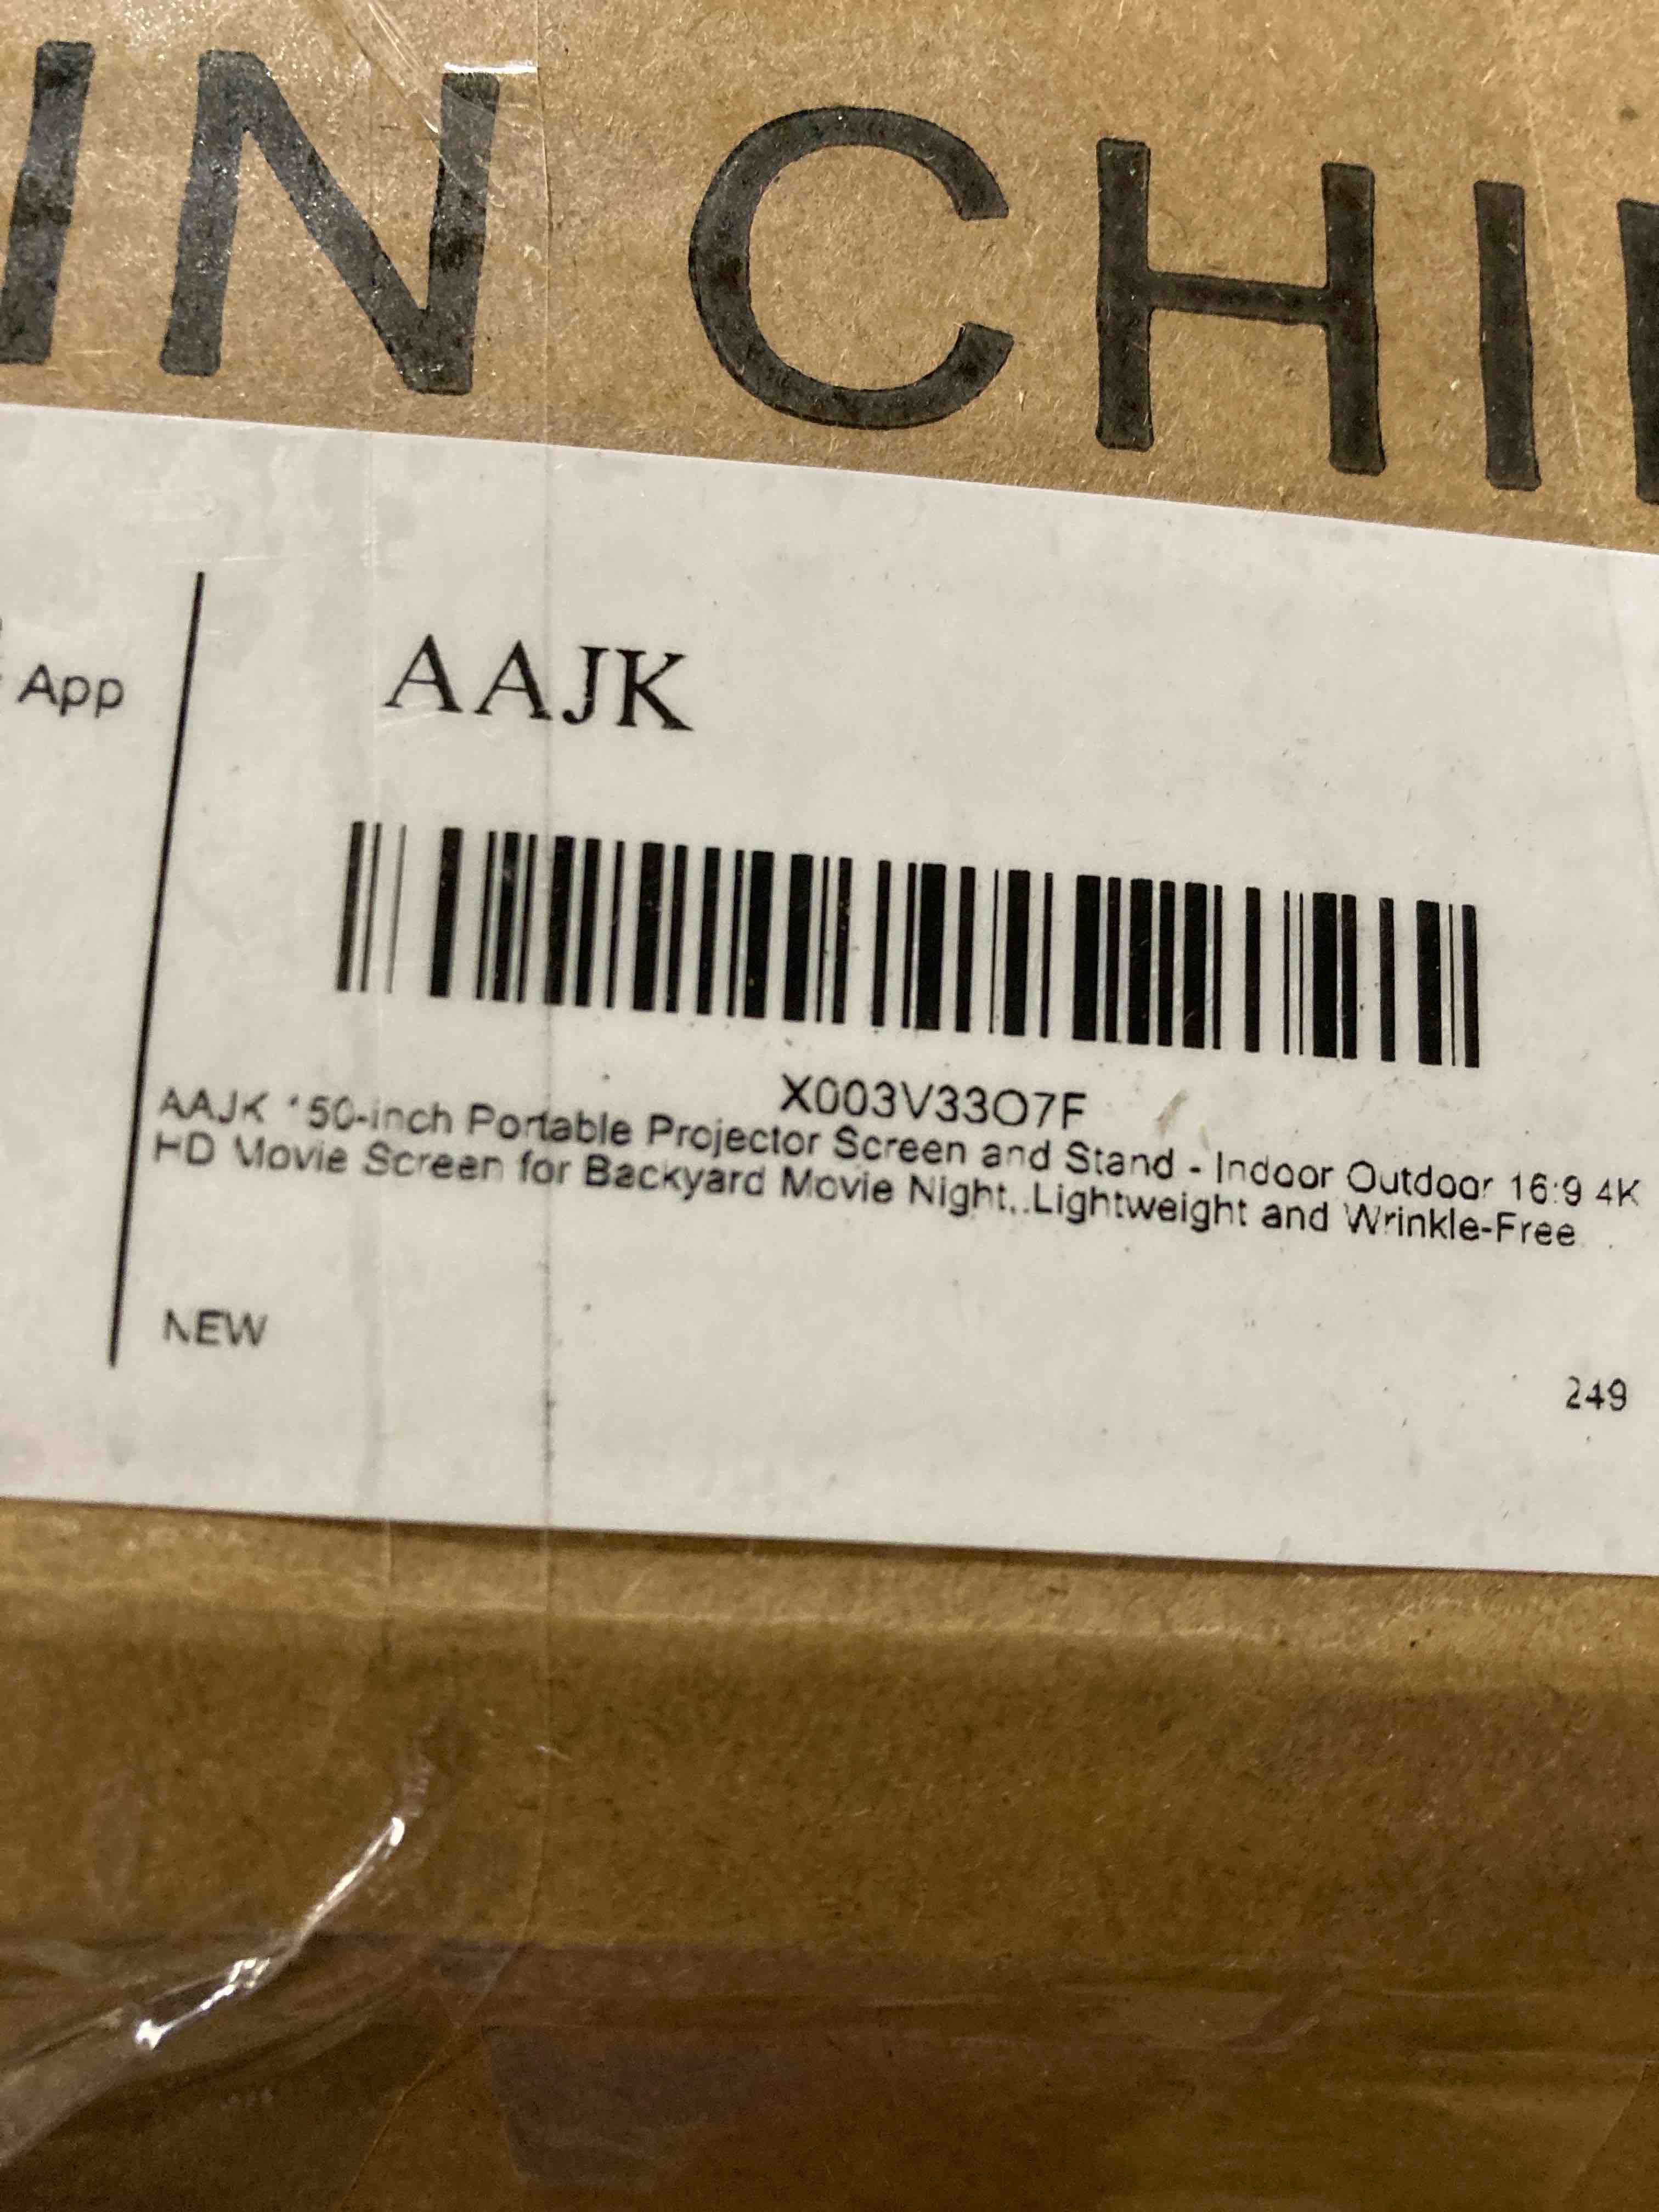 IN CHI
App
AAJK
X003V33O7F
AAJK 150-inch Portable Projector Screen and Stand - Indoor Outdoor 16:9 4K
HD Movie Screen for Backyard Movie Night, Lightweight and Wrinkle-Free
NEW
249